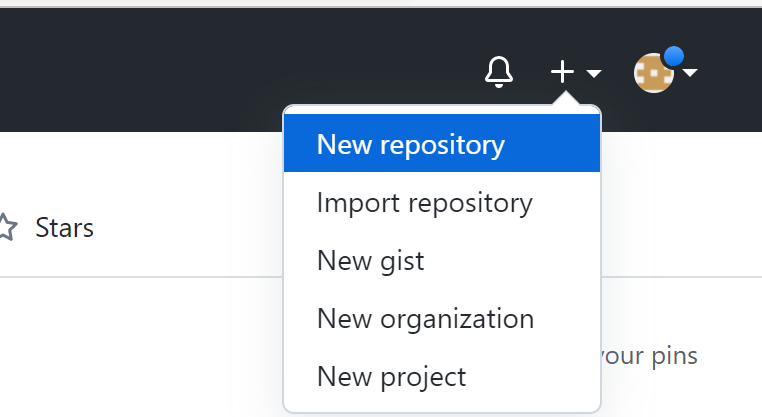 New repository
Import repository
Stars
New gist
New organization
your pins
New project